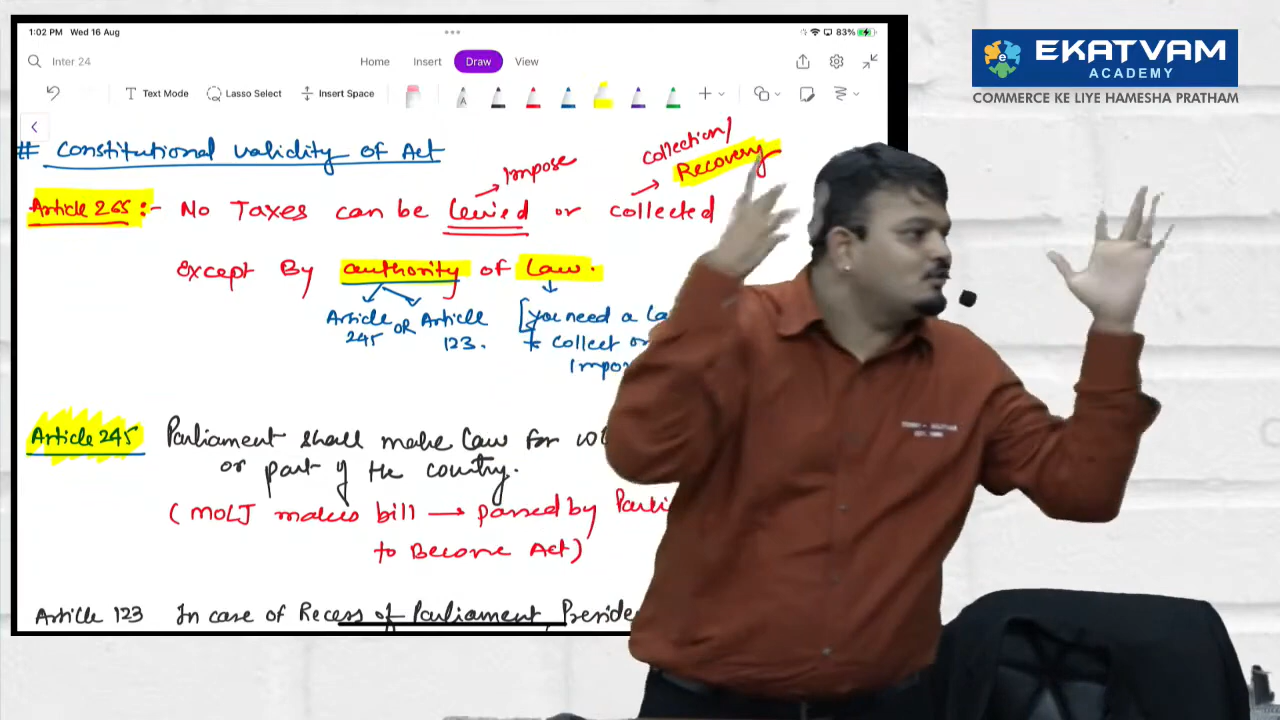 1:02 PM Wed 16 Aug
83%
Inter 24
Home Insert Draw View
Text Mode Lasso Select Insert Space
EKATVAM
ACADEMY
COMMERCE KE LIYE HAMESHA PRATHAM
# Constitutional validity of Act
Impose
Collection/
Recovery
Article 265:- No Taxes can be levied or collected
Except By authority of Law.
Article 245 OR Article 123.
[you need a La
to collect or
Impo
Article 245 Parliament shall make Law for
or part of the country.
(MOLJ makes bill → passed by Parli
to Become Act)
Article 123 In case of Recess of Parliament, Preside